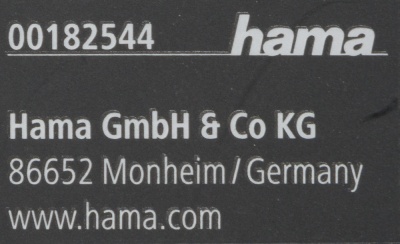 00182544 hama
Hama GmbH & Co KG
86652 Monheim/Germany
www.hama.com